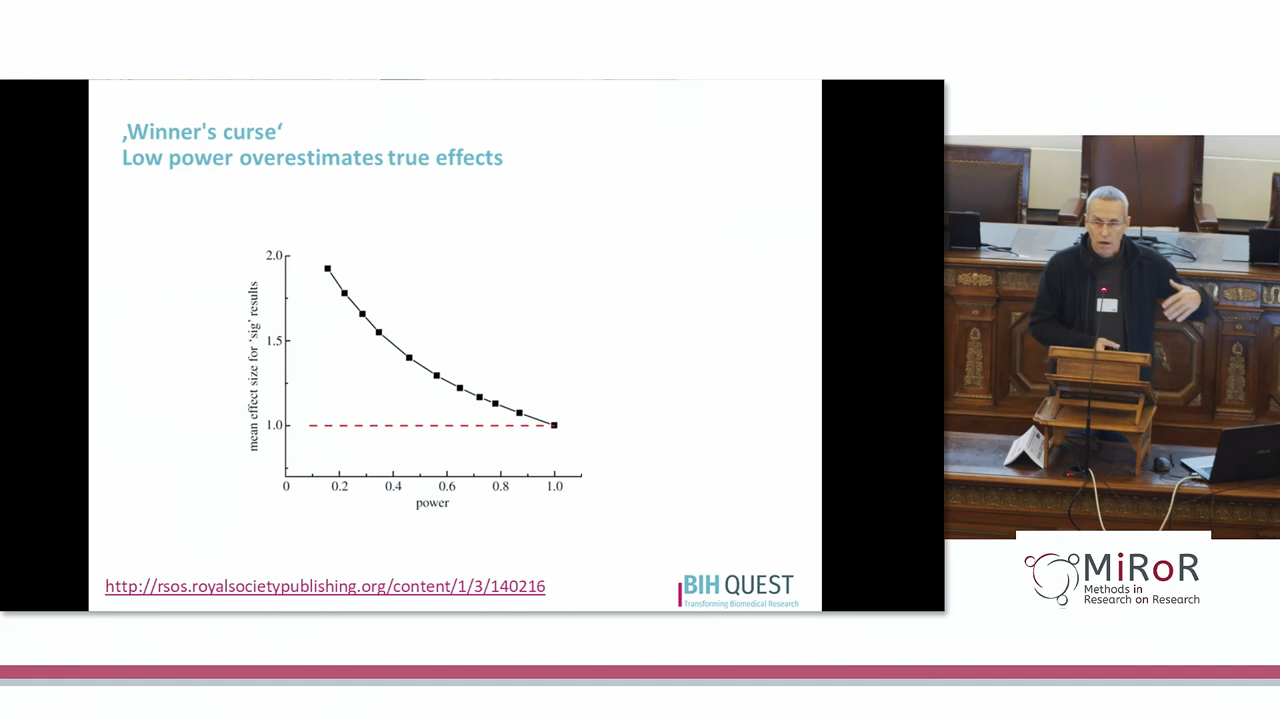 ‚Winner's curse‘
Low power overestimates true effects
mean effect size for ‘sig’ results
2.0
1.5
1.0
0
0.2
0.4
0.6
0.8
1.0
power
http://rsos.royalsocietypublishing.org/content/1/3/140216
BIH QUEST
Transforming Biomedical Research
MiRoR
Methods in
Research on Research